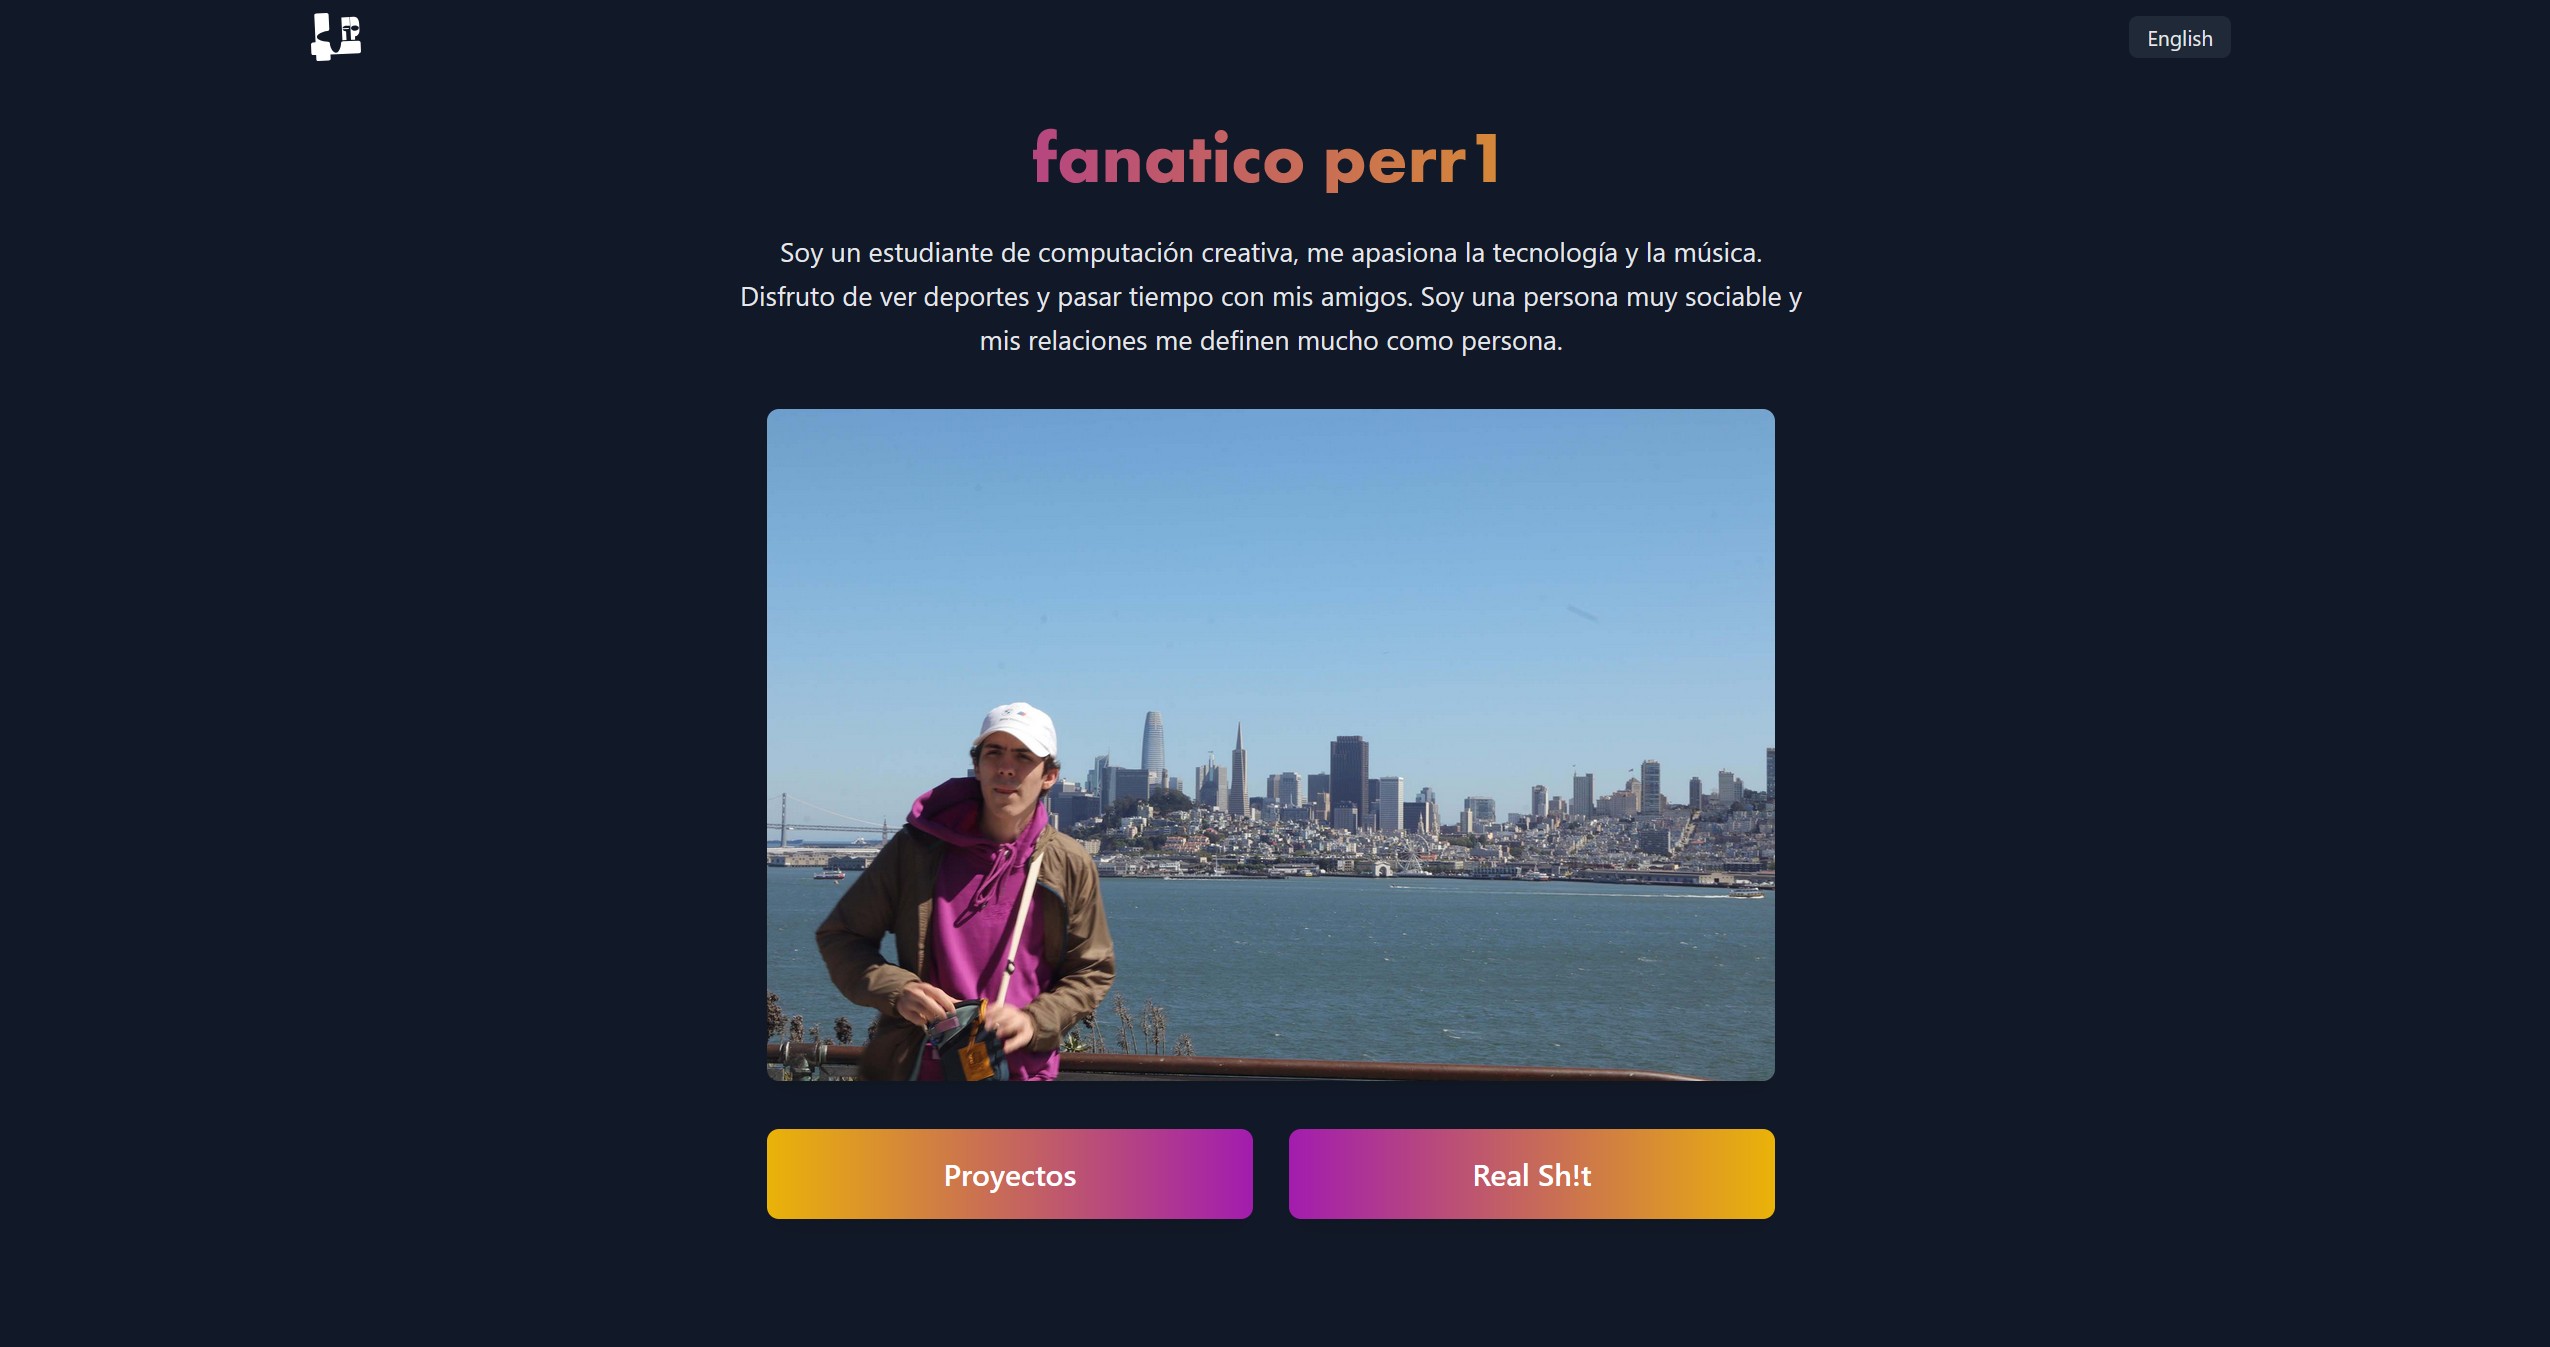 English
fanatico perr1
Soy un estudiante de computación creativa, me apasiona la tecnología y la música.
Disfruto de ver deportes y pasar tiempo con mis amigos. Soy una persona muy sociable y
mis relaciones me definen mucho como persona.
Proyectos
Real Sh!t